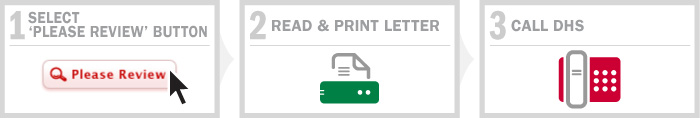 1 SELECT
'PLEASE REVIEW' BUTTON
Please Review
2 READ & PRINT LETTER
3 CALL DHS